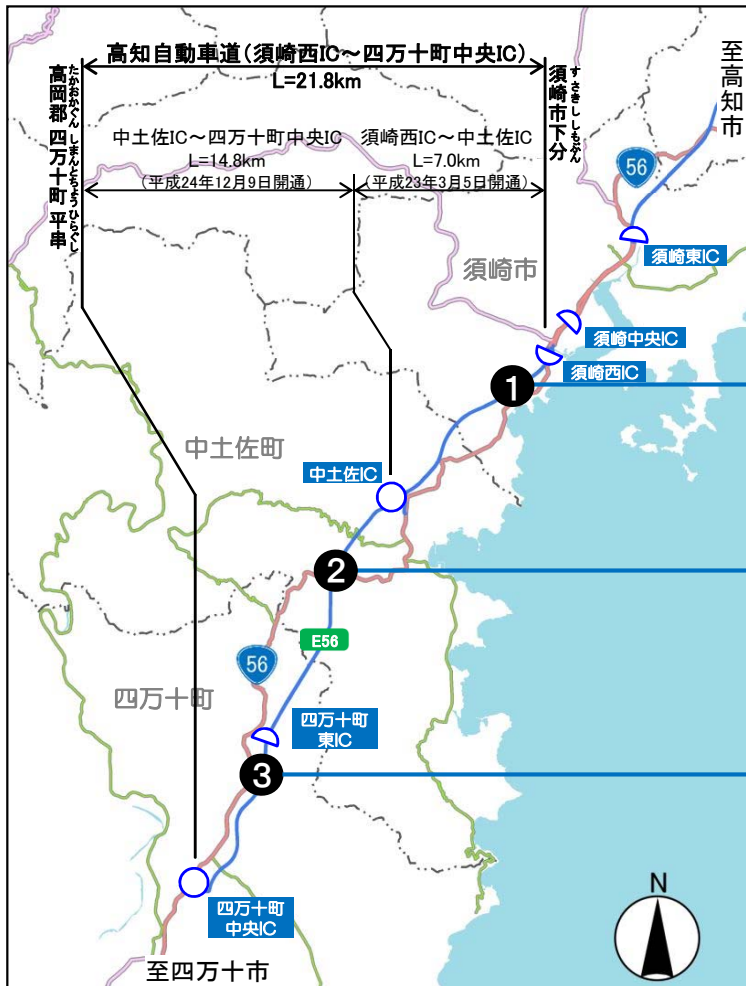 高知自動車道（須崎西IC～四万十町中央IC）
L=21.8km
至高知市
たかおかぐん しまんとちょうひらぐし
高岡郡 四万十町 平串
すさきししもぶん
須崎市下分
中土佐IC～四万十町中央IC
L=14.8km
（平成24年12月9日開通）
須崎西IC～中土佐IC
L=7.0km
（平成23年3月5日開通）
56
須崎東IC
須崎市
須崎中央IC
須崎西IC
1
中土佐町
中土佐IC
2
E56
56
四万十町
四万十町
東IC
3
四万十町
中央IC
至四万十市
N